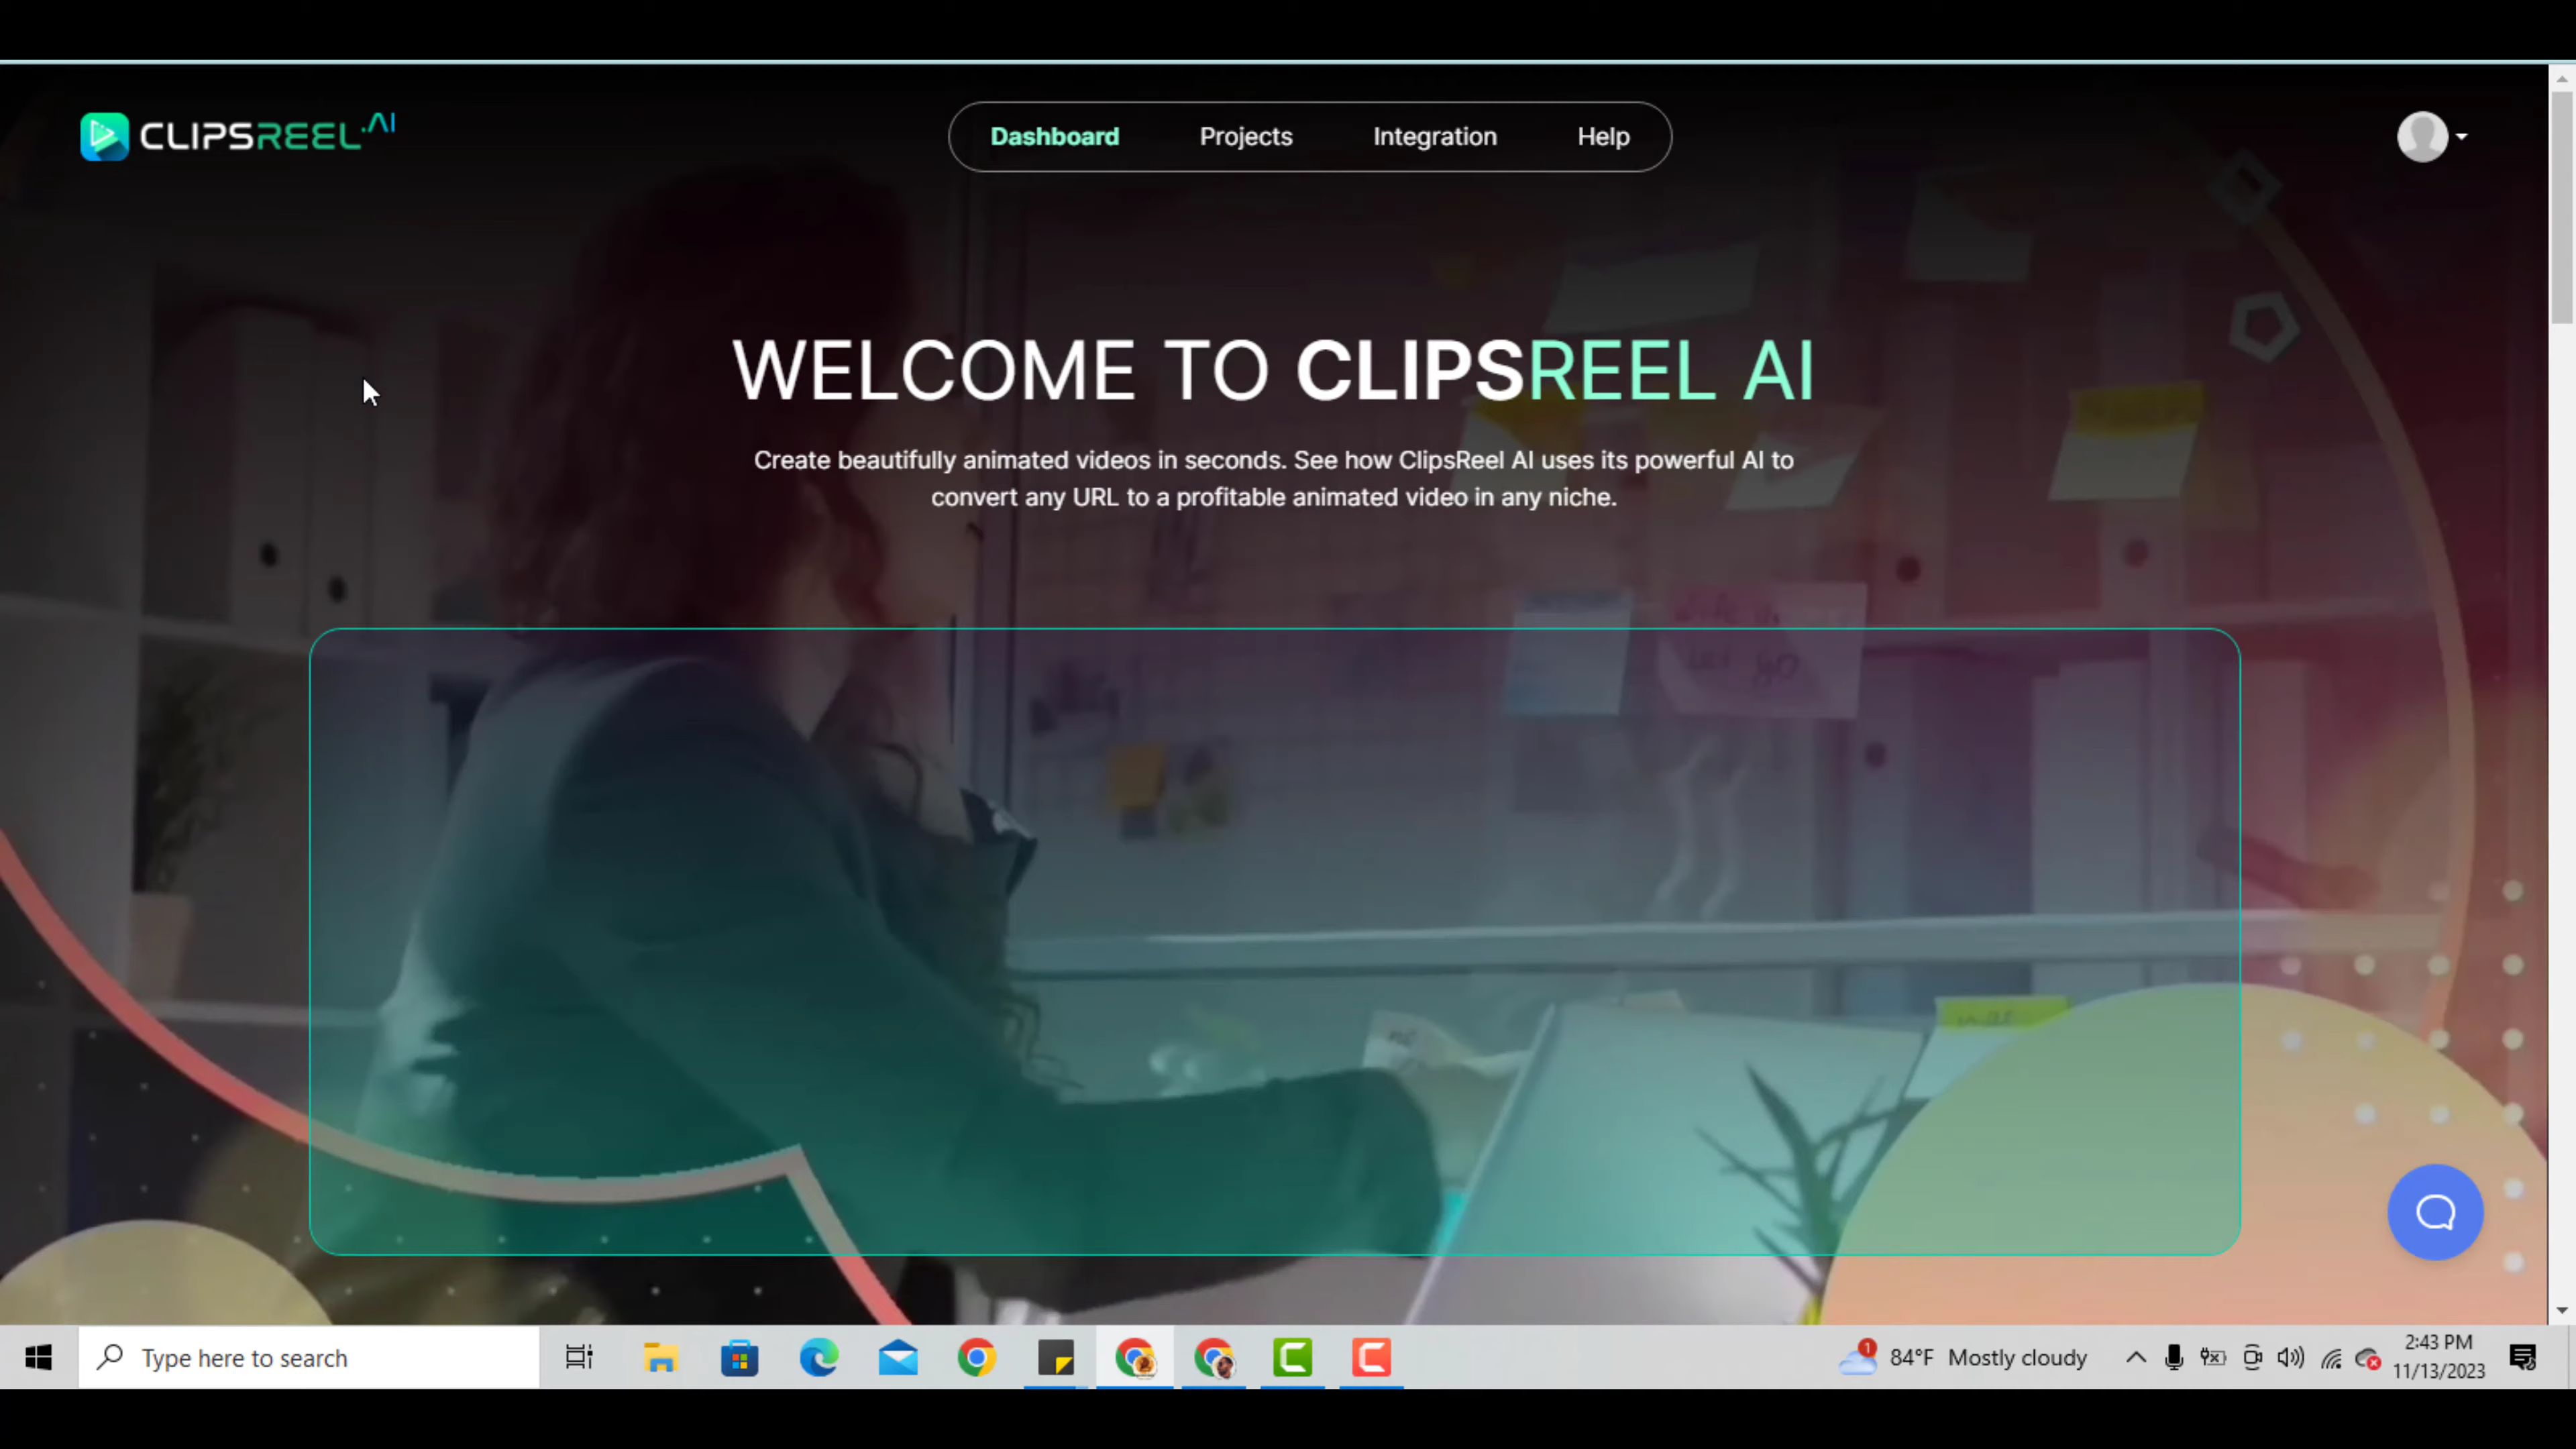 CLIPSREEL.AI
Dashboard
Projects
Integration
Help
WELCOME TO CLIPSREEL AI
Create beautifully animated videos in seconds. See how ClipsReel AI uses its powerful AI to
convert any URL to a profitable animated video in any niche.
Type here to search
1
84°F Mostly cloudy
2:43 PM
11/13/2023